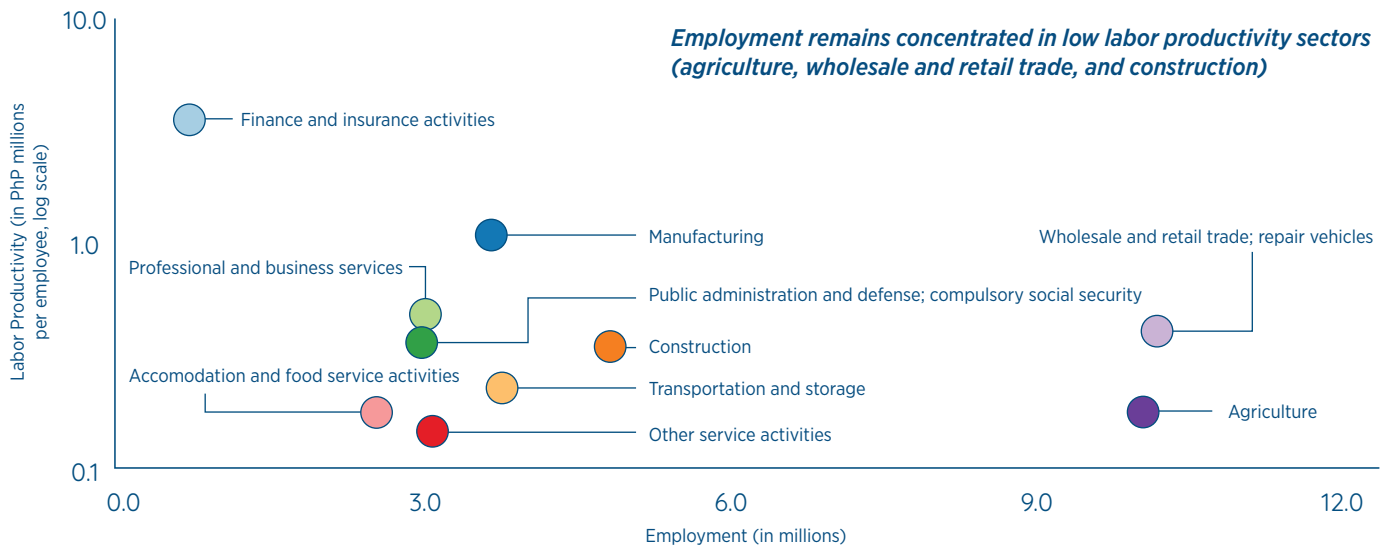 Employment remains concentrated in low labor productivity sectors
(agriculture, wholesale and retail trade, and construction)
Labor Productivity (in PhP millions
per employee, log scale)
10.0
1.0
0.1
Finance and insurance activities
Manufacturing
Wholesale and retail trade; repair vehicles
Professional and business services
Public administration and defense; compulsory social security
Construction
Accomodation and food service activities
Transportation and storage
Agriculture
Other service activities
0.0
3.0
6.0
9.0
12.0
Employment (in millions)